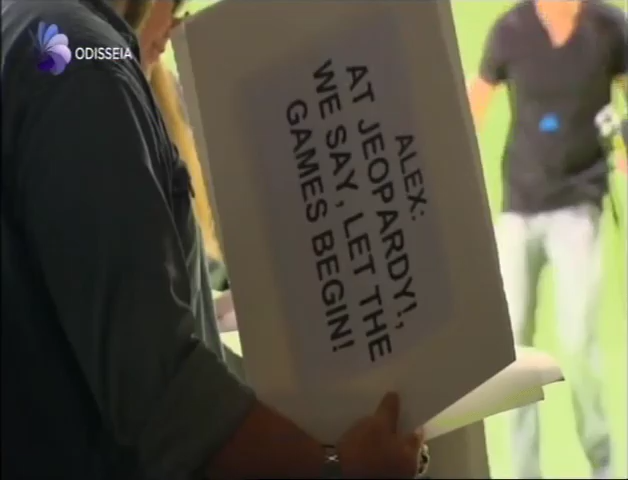 ODISSEIA
ALEX:
AT JEOPARDY!,
WE SAY, LET THE
GAMES BEGIN!